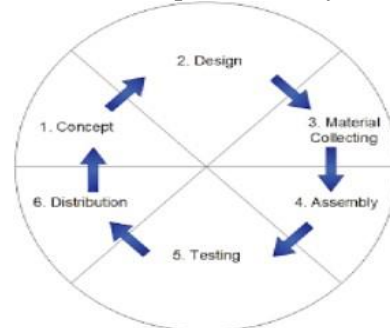 2. Design
1. Concept
3. Material
Collecting
6. Distribution
4. Assembly
5. Testing